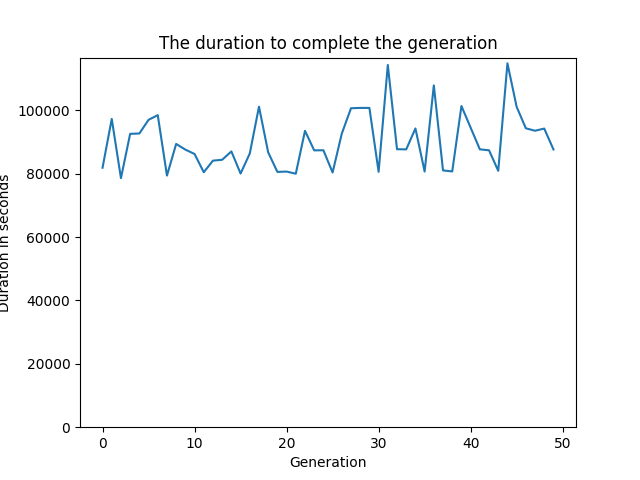 The duration to complete the generation
Duration in seconds
100000
80000
60000
40000
20000
0
0 10 20 30 40 50
Generation